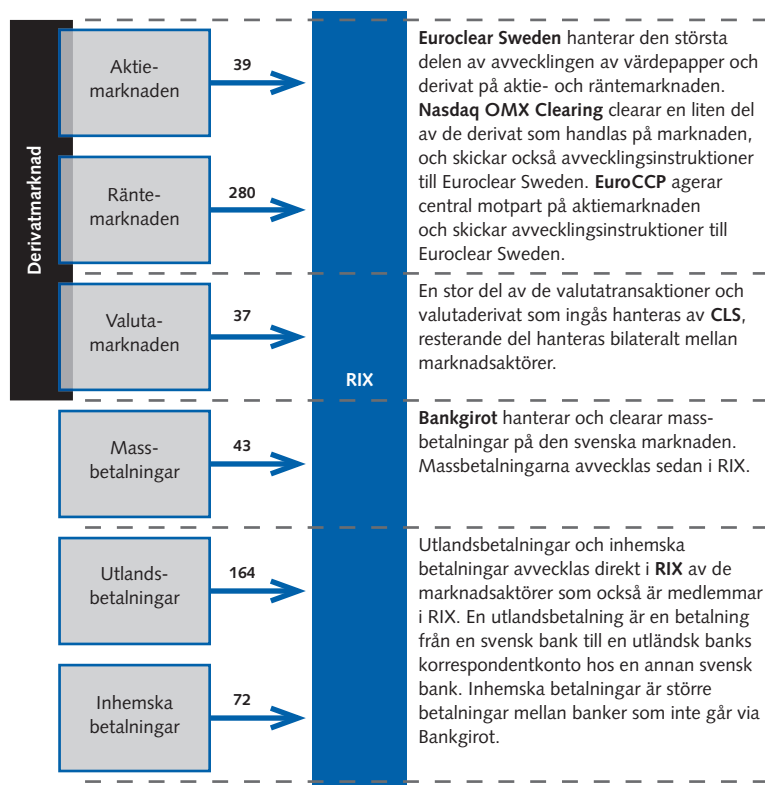 Derivatmarknad
Aktie-
marknaden
39
Ränte-
marknaden
280
Valuta-
marknaden
37
Mass-
betalningar
43
Utlands-
betalningar
164
Inhemska
betalningar
72
RIX
Euroclear Sweden hanterar den största
delen av avvecklingen av värdepapper och
derivat på aktie- och räntemarknaden.
Nasdaq OMX Clearing clearar en liten del
av de derivat som handlas på marknaden,
och skickar också avvecklingsinstruktioner
till Euroclear Sweden. EuroCCP agerar
central motpart på aktiemarknaden
och skickar avvecklingsinstruktioner till
Euroclear Sweden.
En stor del av de valutatransaktioner och
valutaderivat som ingås hanteras av CLS,
resterande del hanteras bilateralt mellan
marknadsaktörer.
Bankgirot hanterar och clearar mass-
betalningar på den svenska marknaden.
Massbetalningarna avvecklas sedan i RIX.
Utlandsbetalningar och inhemska
betalningar avvecklas direkt i RIX av de
marknadsaktörer som också är medlemmar
i RIX. En utlandsbetalning är en betalning
från en svensk bank till en utländsk banks
korrespondentkonto hos en annan svensk
bank. Inhemska betalningar är större
betalningar mellan banker som inte går via
Bankgirot.